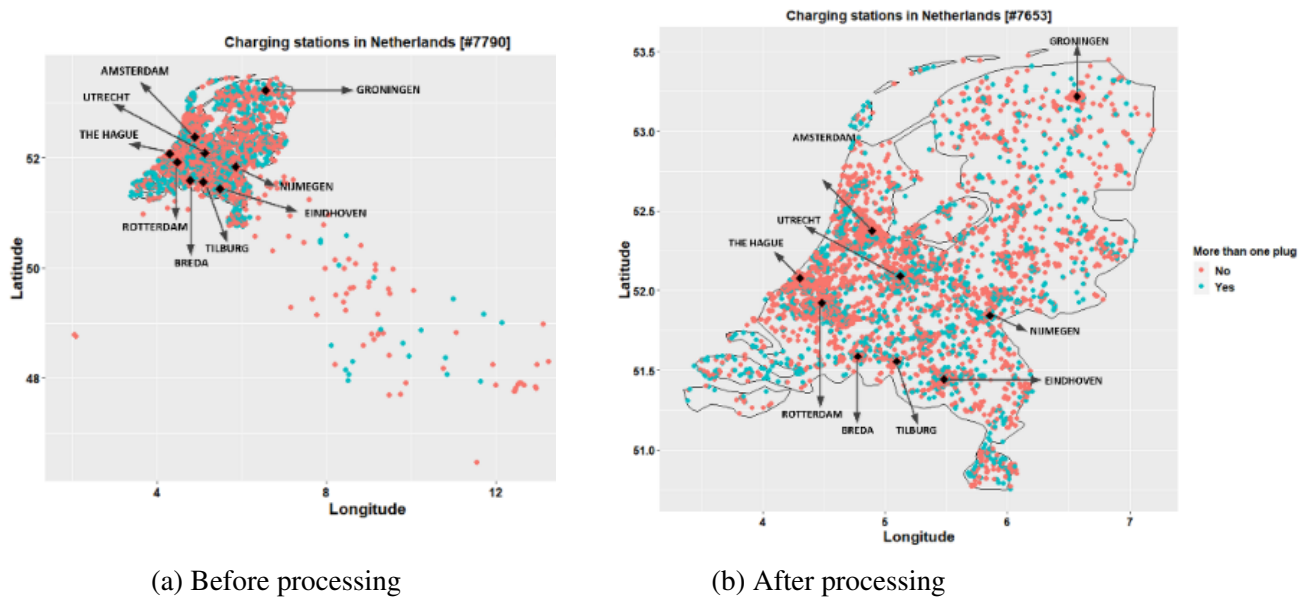 Charging stations in Netherlands [#7790]
AMSTERDAM
UTRECHT
THE HAGUE
GRONINGEN
NIJMEGEN
EINDHOVEN
ROTTERDAM
TILBURG
BREDA
Latitude
52
50
48
4
8
12
Longitude
(a) Before processing
Charging stations in Netherlands [#7653]
GRONINGEN
AMSTERDAM
UTRECHT
THE HAGUE
NIJMEGEN
EINDHOVEN
ROTTERDAM
BREDA
TILBURG
Latitude
53.5
53.0
52.5
52.0
51.5
51.0
4
5
6
7
Longitude
More than one plug
No
Yes
(b) After processing